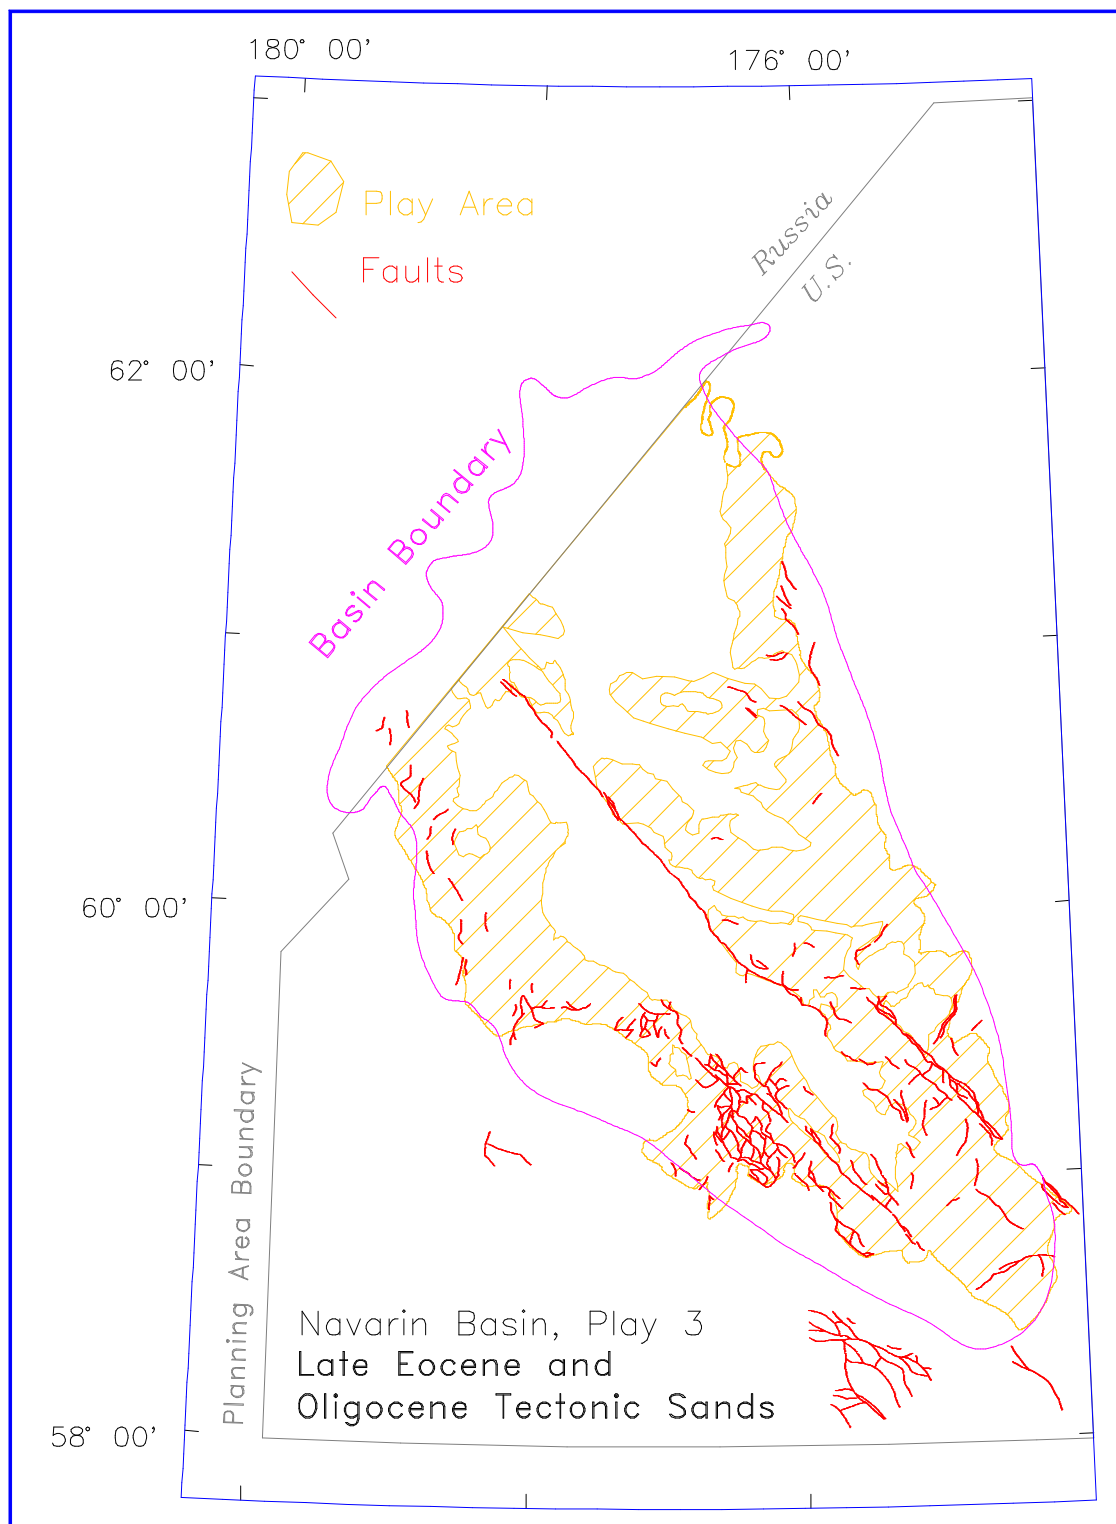 180° 00'
176° 00'
Play Area
Faults
Russia
U.S.
62° 00'
Basin Boundary
60° 00'
Planning Area Boundary
Navarin Basin, Play 3
Late Eocene and
Oligocene Tectonic Sands
58° 00'